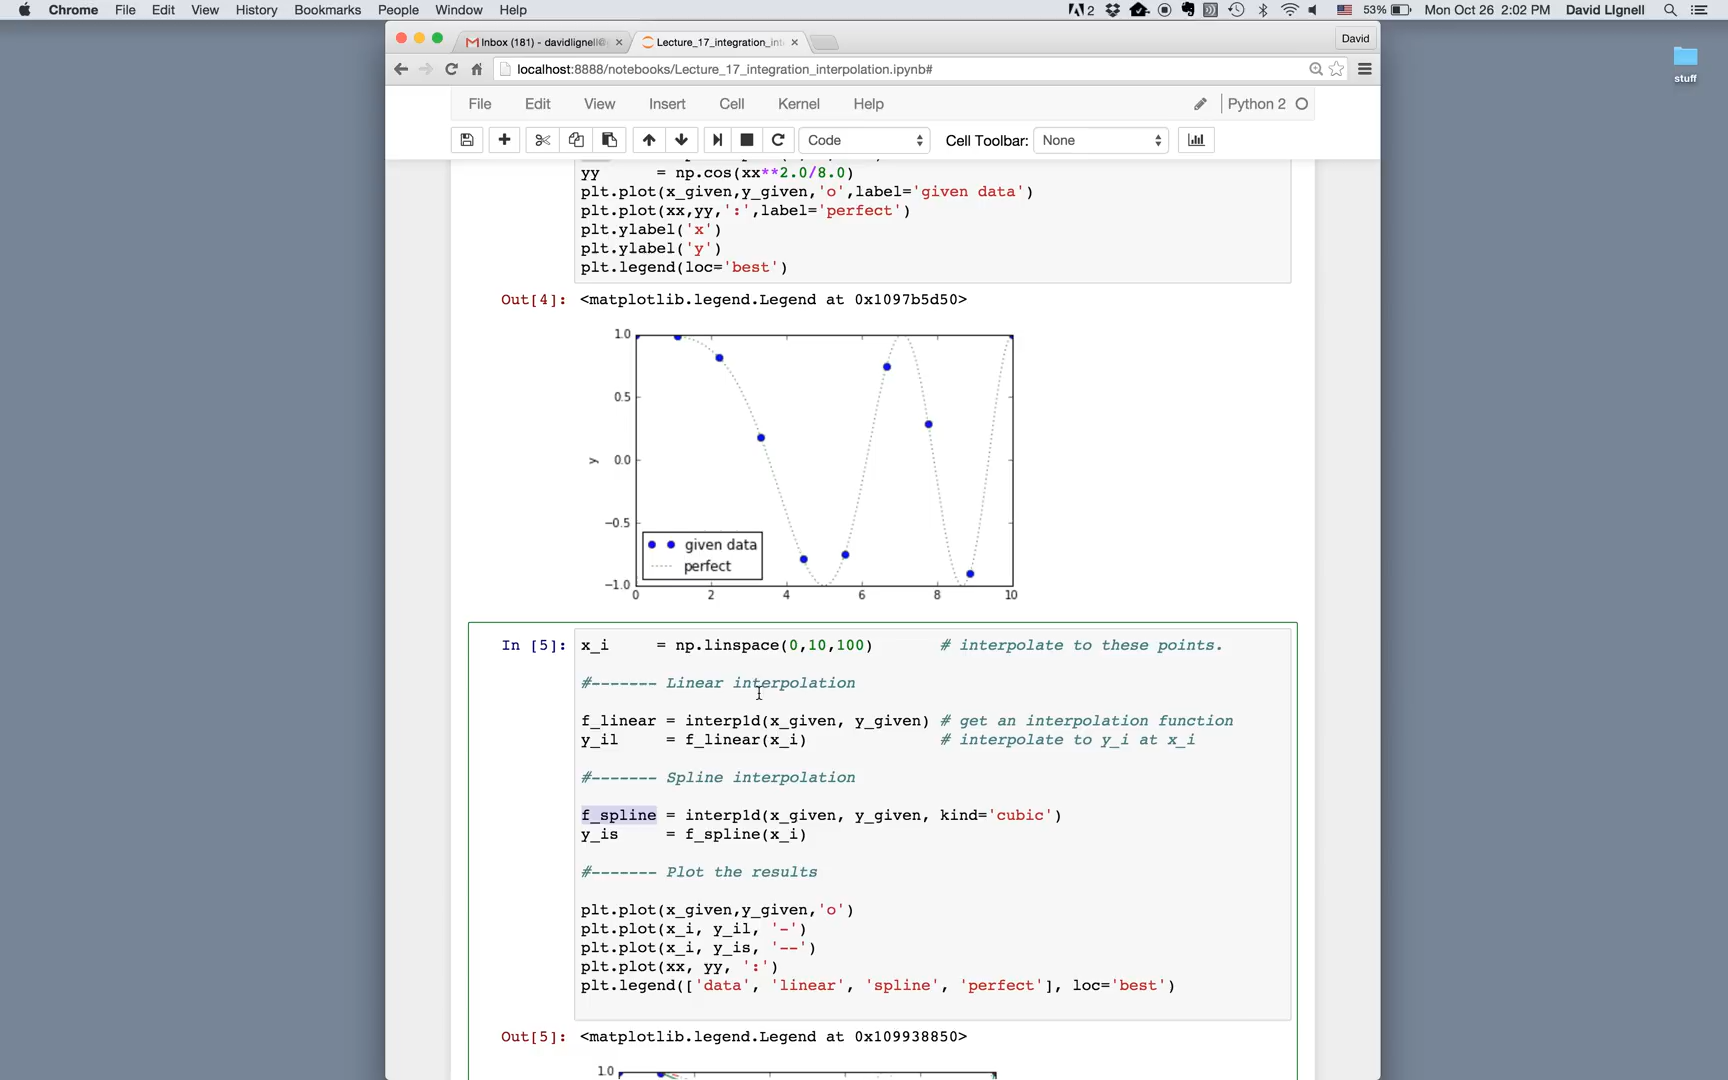 Chrome File Edit View History Bookmarks People Window Help 2 53% Mon Oct 26 2:02 PM David Lignell
Inbox (181) - davidlignell@ Lecture_17_integration_int David
localhost:8888/notebooks/Lecture_17_integration_interpolation.ipynb#
stuff
File Edit View Insert Cell Kernel Help Python 2
Code Cell Toolbar: None
yy = np.cos(xx**2.0/8.0)
plt.plot(x_given,y_given,'o',label='given data')
plt.plot(xx,yy,':',label='perfect')
plt.ylabel('x')
plt.ylabel('y')
plt.legend(loc='best')
Out[4]: <matplotlib.legend.Legend at 0x1097b5d50>
1.0
0.5
y 0.0
−0.5
given data
perfect
−1.0
0 2 4 6 8 10
In [5]: x_i = np.linspace(0,10,100) # interpolate to these points.
#------- Linear interpolation
f_linear = interp1d(x_given, y_given) # get an interpolation function
y_il = f_linear(x_i) # interpolate to y_i at x_i
#------- Spline interpolation
f_spline = interp1d(x_given, y_given, kind='cubic')
y_is = f_spline(x_i)
#------- Plot the results
plt.plot(x_given,y_given,'o')
plt.plot(x_i, y_il, '-')
plt.plot(x_i, y_is, '--')
plt.plot(xx, yy, ':')
plt.legend(['data', 'linear', 'spline', 'perfect'], loc='best')
Out[5]: <matplotlib.legend.Legend at 0x109938850>
1.0